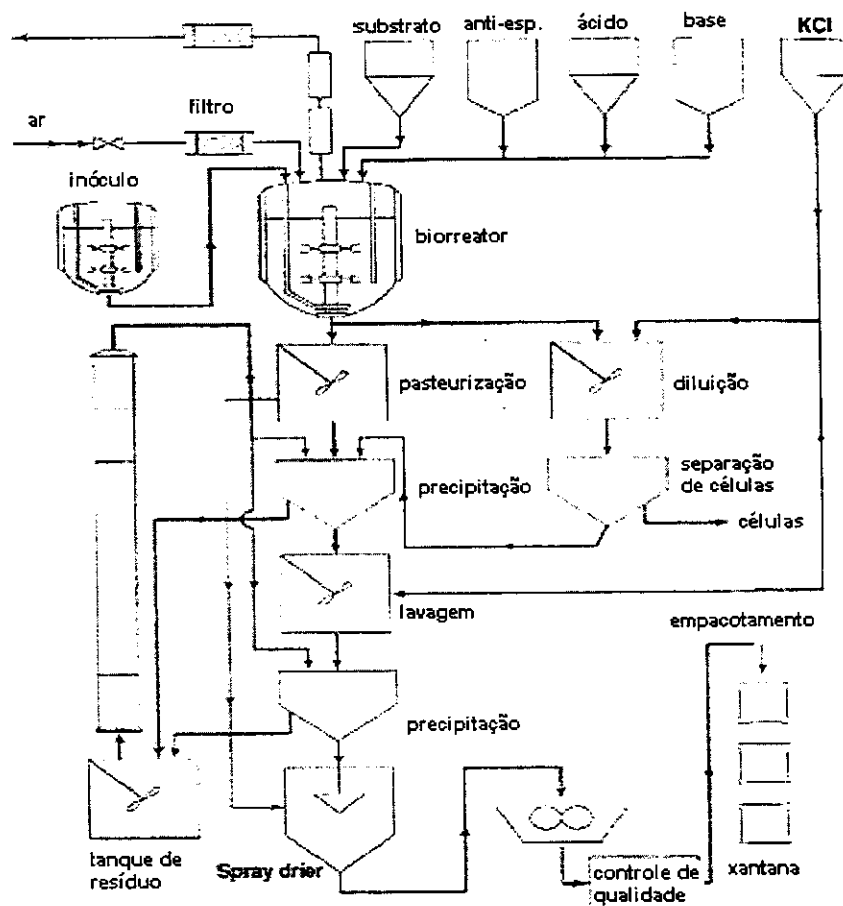 substrato
anti-esp.
ácido
base
KCl
filtro
ar
inóculo
biorreator
pasteurização
diluição
precipitação
separação
de células
células
lavagem
empacotamento
precipitação
tanque de
resíduo
Spray drier
controle de
qualidade
xantana